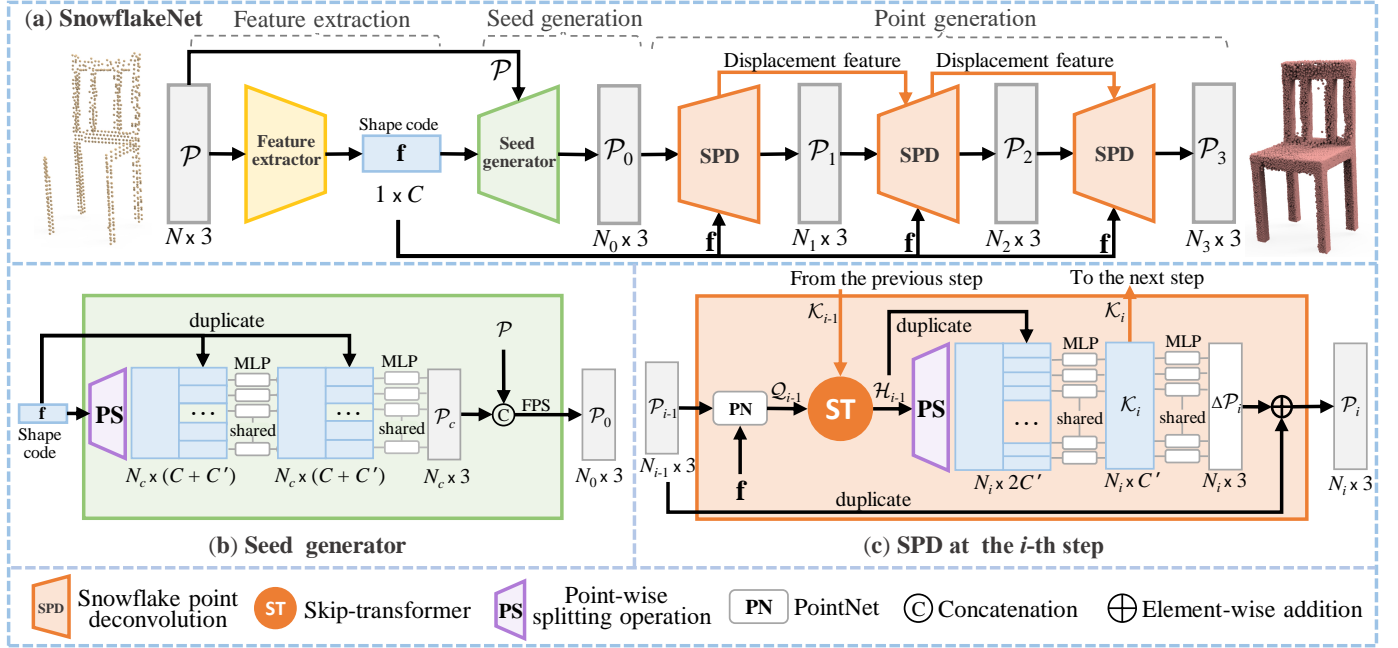 (a) SnowflakeNet
Feature extraction
Seed generation
Point generation
𝒫
Displacement feature
Displacement feature
𝒫
N x 3
Feature
extractor
Shape code
f
1 x C
Seed
generator
𝒫0
N0 x 3
SPD
f
𝒫1
N1 x 3
SPD
f
𝒫2
N2 x 3
SPD
f
𝒫3
N3 x 3
duplicate
𝒫
f
Shape
code
PS
...
MLP
shared
...
MLP
shared
𝒫c
C
FPS
𝒫0
Nc x (C + C')
Nc x (C + C')
Nc x 3
N0 x 3
(b) Seed generator
From the previous step
To the next step
𝒦i-1
𝒦i
duplicate
𝒫i-1
Ni-1 x 3
PN
f
𝒬i-1
ST
ℋi-1
PS
...
MLP
shared
𝒦i
MLP
shared
Δ𝒫i
𝒫i
Ni x 2C'
Ni x C'
Ni x 3
Ni x 3
duplicate
(c) SPD at the i-th step
SPD
Snowflake point
deconvolution
ST
Skip-transformer
PS
Point-wise
splitting operation
PN
PointNet
C
Concatenation
Element-wise addition